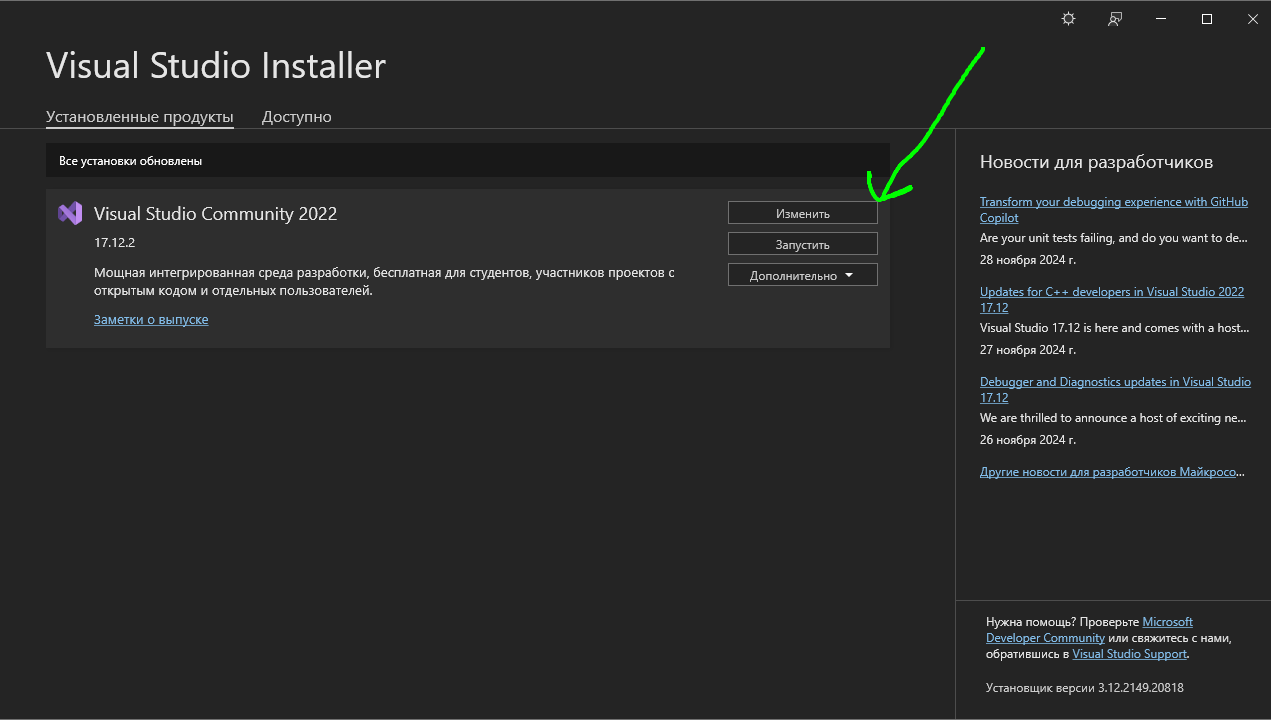 Visual Studio Installer
Установленные продукты
Доступно
Все установки обновлены
Visual Studio Community 2022
17.12.2
Мощная интегрированная среда разработки, бесплатная для студентов, участников проектов с
открытым кодом и отдельных пользователей.
Заметки о выпуске
Изменить
Запустить
Дополнительно
Новости для разработчиков
Transform your debugging experience with GitHub
Copilot
Are your unit tests failing, and do you want to de...
28 ноября 2024 г.
Updates for C++ developers in Visual Studio 2022
17.12
Visual Studio 17.12 is here and comes with a host...
27 ноября 2024 г.
Debugger and Diagnostics updates in Visual Studio
17.12
We are thrilled to announce a host of exciting ne...
26 ноября 2024 г.
Другие новости для разработчиков Майкросо...
Нужна помощь? Проверьте Microsoft
Developer Community или свяжитесь с нами,
обратившись в Visual Studio Support.
Установщик версии 3.12.2149.20818